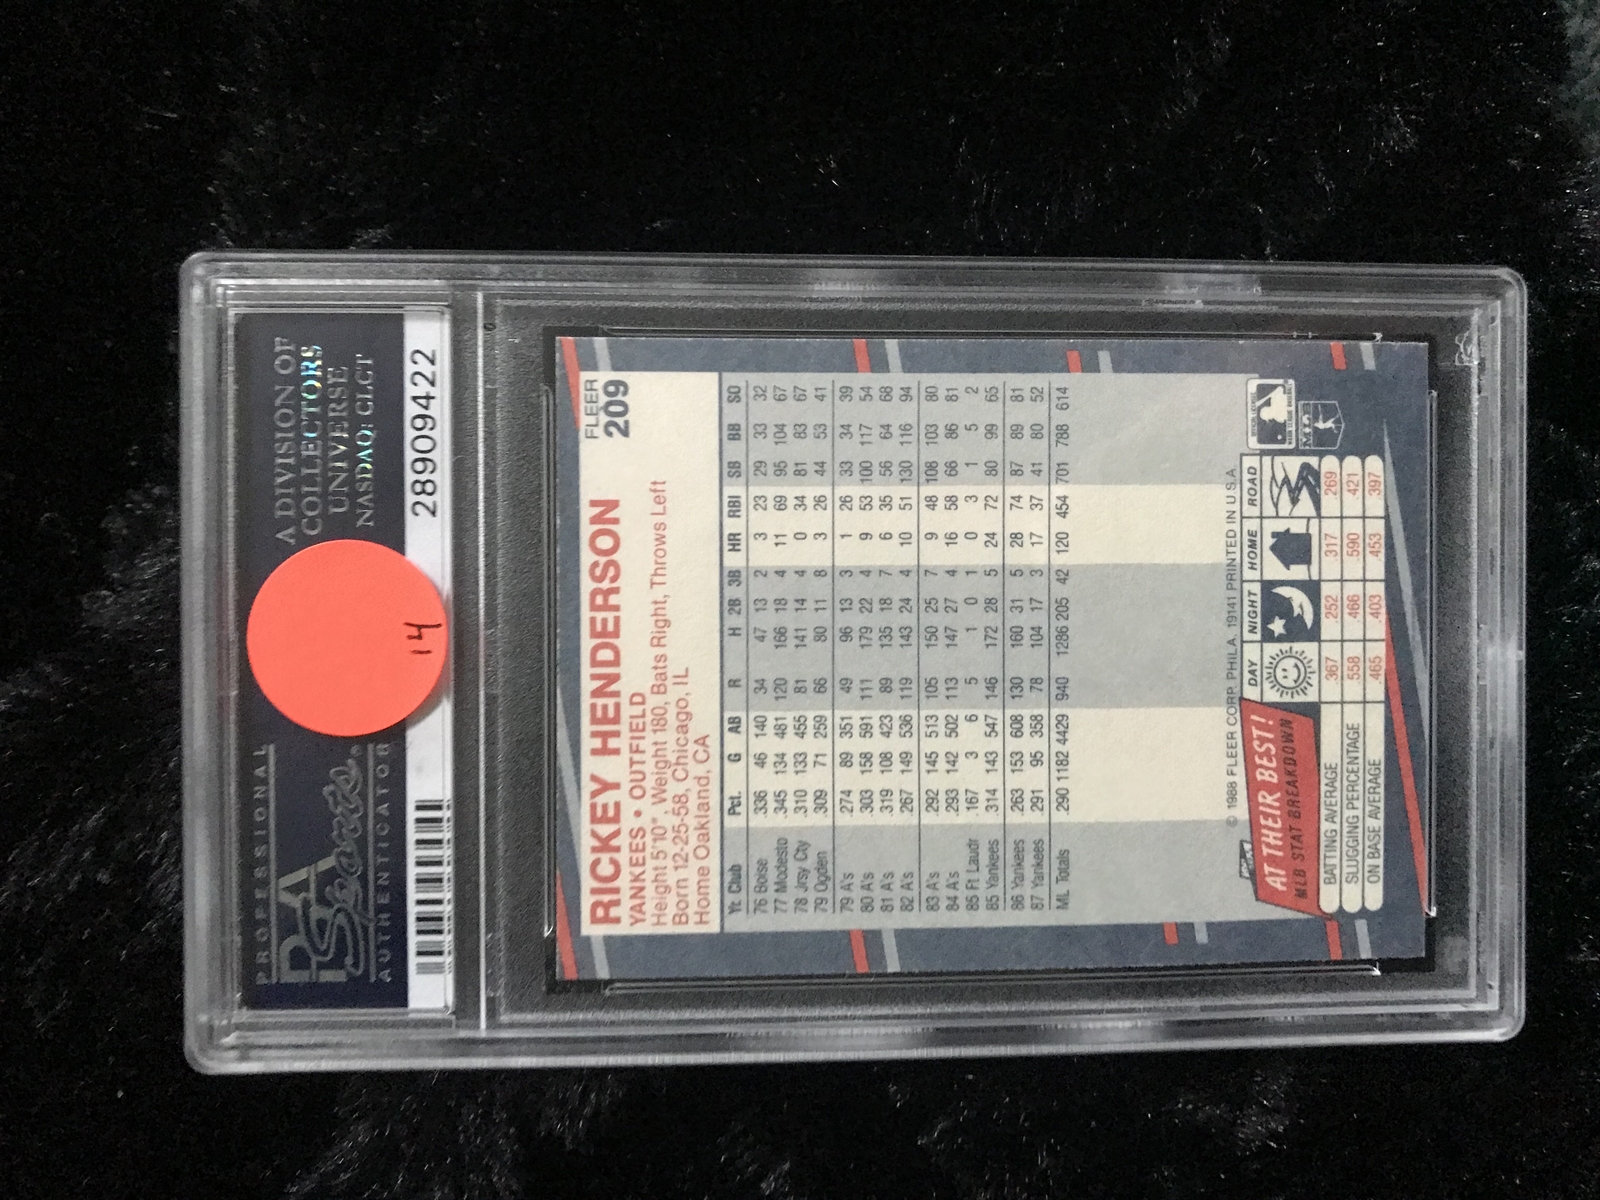 PROFESSIONAL
PSA
Sports
AUTHENTICATOR
A DIVISION OF
COLLECTORS
UNIVERSE
NASDAQ: CLCT
14
28909422
RICKEY HENDERSON
FLEER
209
YANKEES • OUTFIELD
Height 5'10", Weight 180, Bats Right, Throws Left
Born 12-25-58, Chicago, IL
Home Oakland, CA
Yr. Club Pct. G AB R H 2B 3B HR RBI SB BB SO
76 Boise .336 46 140 34 47 13 2 3 23 29 33 32
77 Modesto .345 134 481 120 166 18 4 11 69 95 104 67
78 Jrsy Cty .310 133 455 81 141 14 4 0 34 81 83 67
79 Ogden .309 71 259 66 80 11 8 3 26 44 53 41
79 A's .274 89 351 49 96 13 3 1 26 33 34 39
80 A's .303 158 591 111 179 22 4 9 53 100 117 54
81 A's .319 108 423 89 135 18 7 6 35 56 64 68
82 A's .267 149 536 119 143 24 4 10 51 130 116 94
83 A's .292 145 513 105 150 25 7 9 48 108 103 80
84 A's .293 142 502 113 147 27 4 16 58 66 86 81
85 Ft Laudr .167 3 6 5 1 0 1 0 3 1 5 2
85 Yankees .314 143 547 146 172 28 5 24 72 80 99 65
86 Yankees .263 153 608 130 160 31 5 28 74 87 89 81
87 Yankees .291 95 358 78 104 17 3 17 37 41 80 52
ML Totals .290 1182 4429 940 1286 205 42 120 454 701 788 614
© 1988 FLEER CORP. PHILA. 19141 PRINTED IN U.S.A.
AT THEIR BEST!
MLB STAT BREAKDOWN
DAY NIGHT HOME ROAD
BATTING AVERAGE .367 .252 .317 .269
SLUGGING PERCENTAGE .558 .466 .590 .421
ON BASE AVERAGE .465 .403 .453 .397